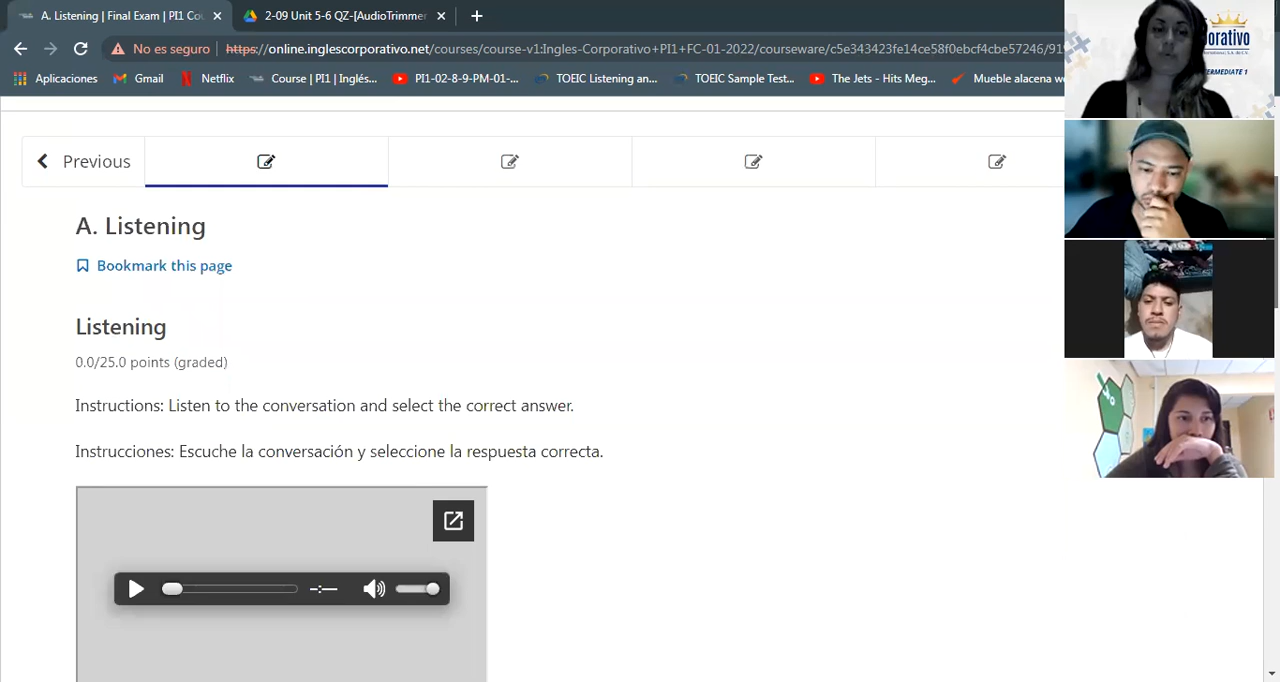 A. Listening | Final Exam | PI1 Co
2-09 Unit 5-6 QZ-[AudioTrimmer
No es seguro
https://online.inglescorporativo.net/courses/course-v1:Ingles-Corporativo+PI1+FC-01-2022/courseware/c5e343423fe14ce58f0ebcf4cbe57246/91
Aplicaciones
Gmail
Netflix
Course | PI1 | Inglés...
PI1-02-8-9-PM-01-...
TOEIC Listening an...
TOEIC Sample Test...
The Jets - Hits Meg...
Mueble alacena w
orativo
ERMEDIATE 1
Previous
A. Listening
Bookmark this page
Listening
0.0/25.0 points (graded)
Instructions: Listen to the conversation and select the correct answer.
Instrucciones: Escuche la conversación y seleccione la respuesta correcta.
-:--